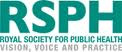 RSPH
ROYAL SOCIETY FOR PUBLIC HEALTH
VISION, VOICE AND PRACTICE